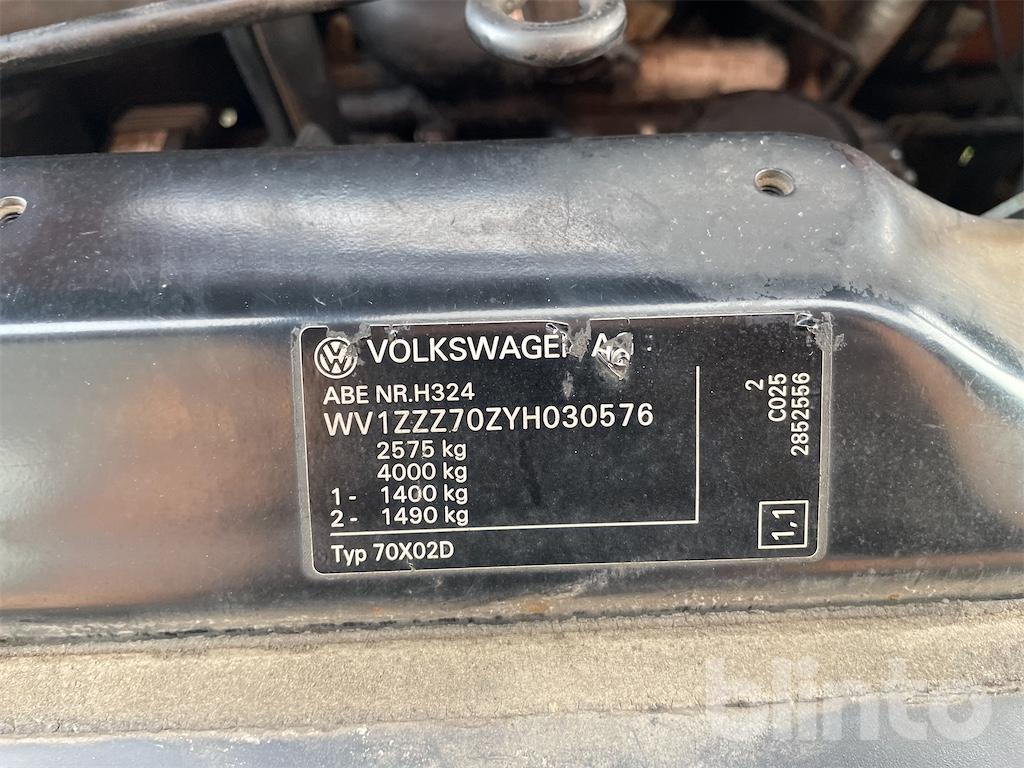 VOLKSWAGEN AG
ABE NR.H324
WV1ZZZ70ZYH030576
2575 kg
4000 kg
1- 1400 kg
2- 1490 kg
Typ 70X02D
2
C025
2852556
1,1
blinto